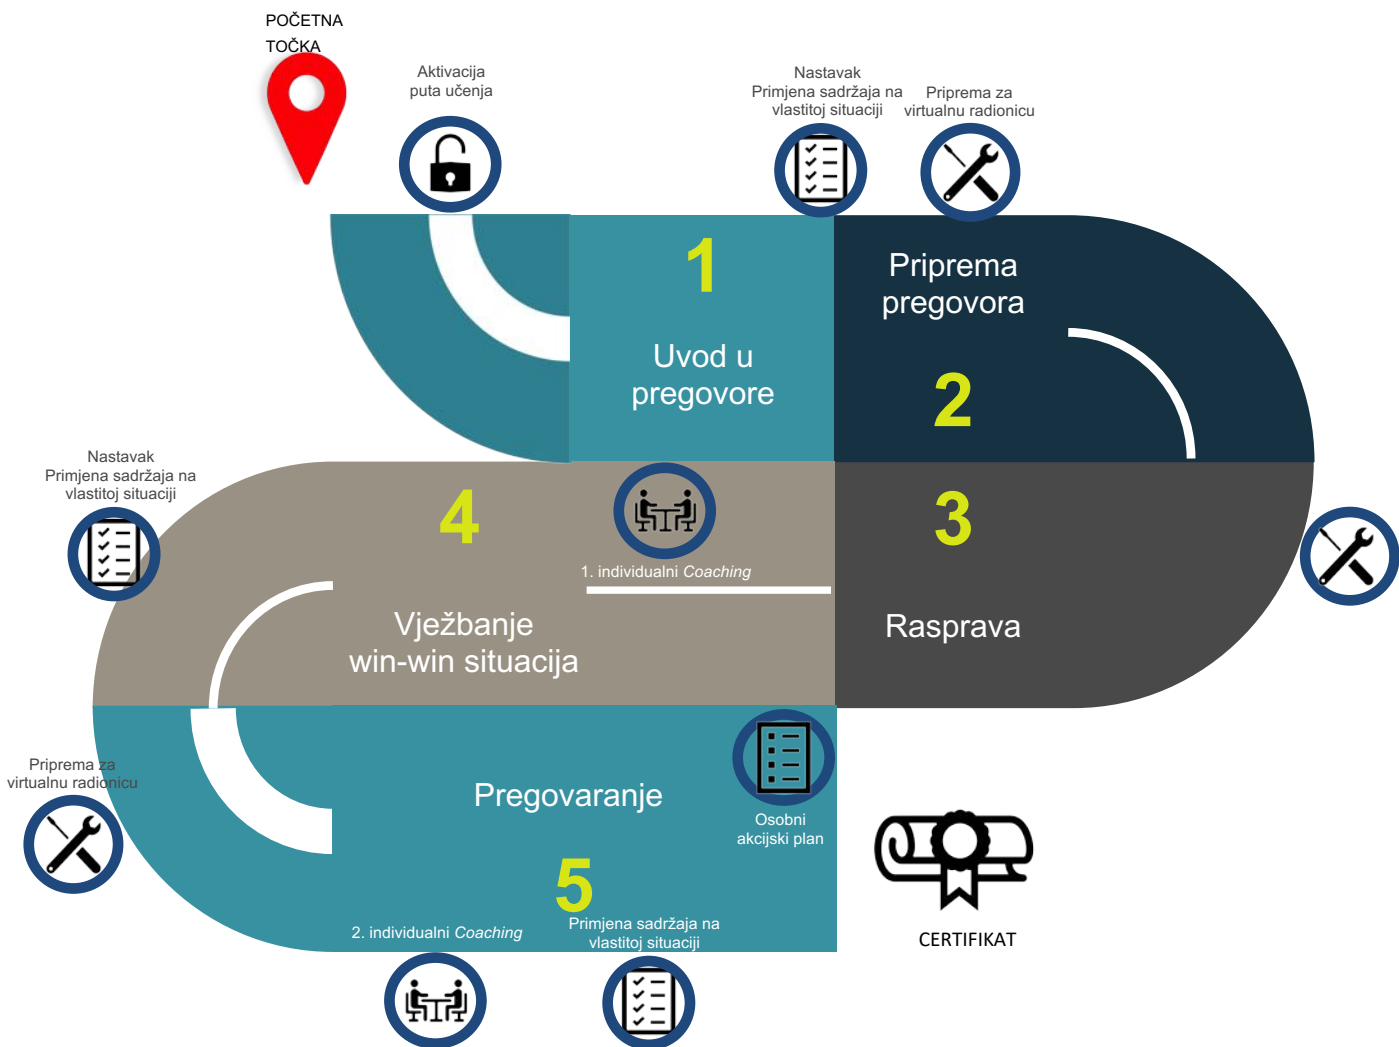 POČETNA
TOČKA
Aktivacija
puta učenja
Nastavak
Primjena sadržaja na
vlastitoj situaciji
Priprema za
virtualnu radionicu
1
Uvod u
pregovore
Priprema
pregovora
2
3
Rasprava
4
1. individualni Coaching
Vježbanje
win-win situacija
Nastavak
Primjena sadržaja na
vlastitoj situaciji
Priprema za
virtualnu radionicu
Pregovaranje
5
2. individualni Coaching
Primjena sadržaja na
vlastitoj situaciji
Osobni
akcijski plan
CERTIFIKAT